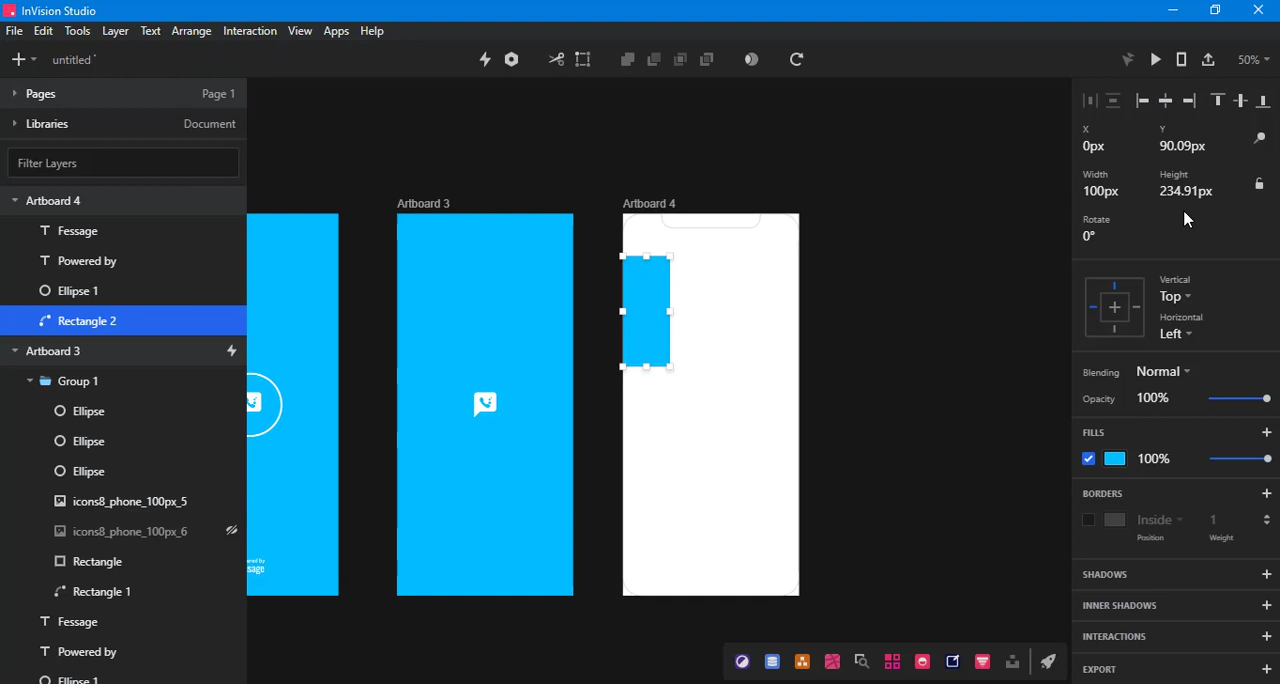 InVision Studio
File Edit Tools Layer Text Arrange Interaction View Apps Help
untitled* 50%
Pages Page 1
Libraries Document
Filter Layers
Artboard 4
Fessage
Powered by
Ellipse 1
Rectangle 2
Artboard 3
Group 1
Ellipse
Ellipse
Ellipse
icons8_phone_100px_5
icons8_phone_100px_6
Rectangle
Rectangle 1
Fessage
Powered by
Ellipse 1
Artboard 3
Artboard 4
X Y
0px 90.09px
Width Height
100px 234.91px
Rotate
0°
Vertical
Top
Horizontal
Left
Blending Normal
Opacity 100%
FILLS
100%
BORDERS
Inside 1
Position Weight
SHADOWS
INNER SHADOWS
INTERACTIONS
EXPORT